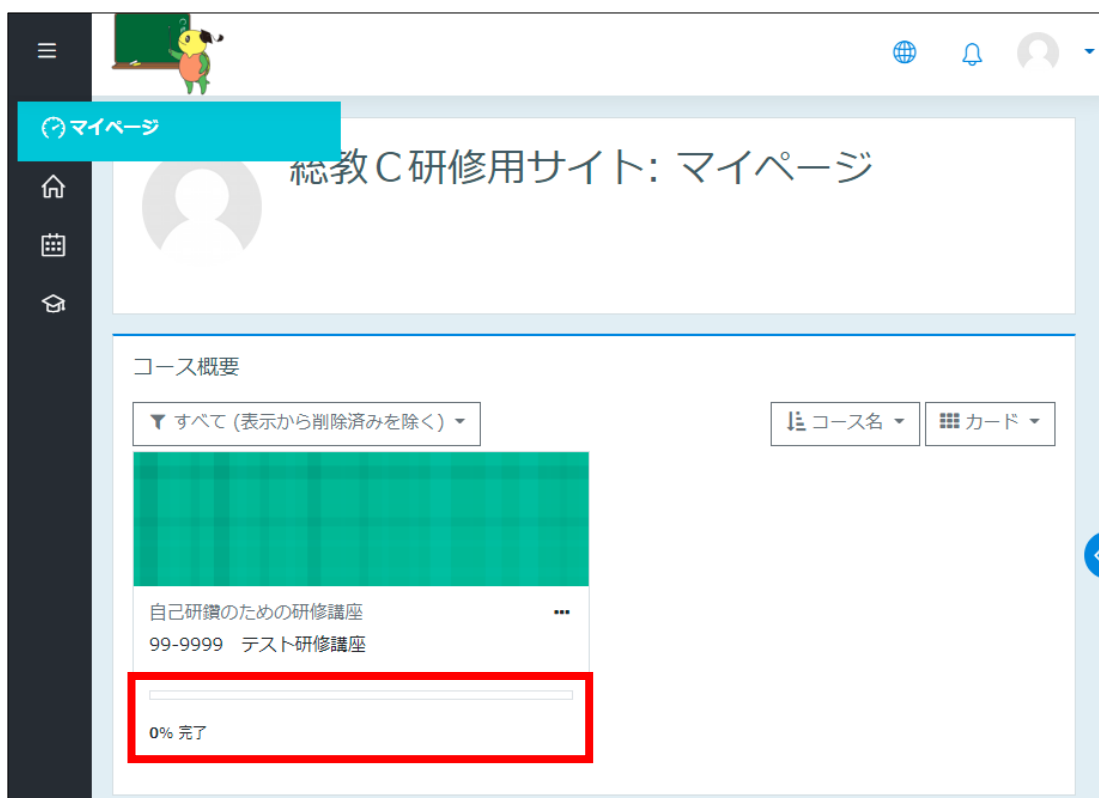 マイページ
総教C研修用サイト: マイページ
コース概要
すべて (表示から削除済みを除く)
コース名
カード
自己研鑽のための研修講座
99-9999　テスト研修講座
0% 完了